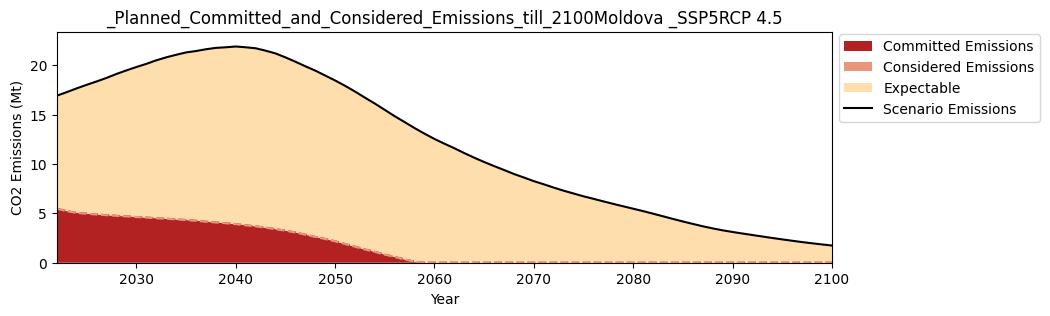 _Planned_Committed_and_Considered_Emissions_till_2100Moldova _SSP5RCP 4.5
CO2 Emissions (Mt)
20
15
10
5
0
2030 2040 2050 2060 2070 2080 2090 2100
Year
Committed Emissions
Considered Emissions
Expectable
Scenario Emissions